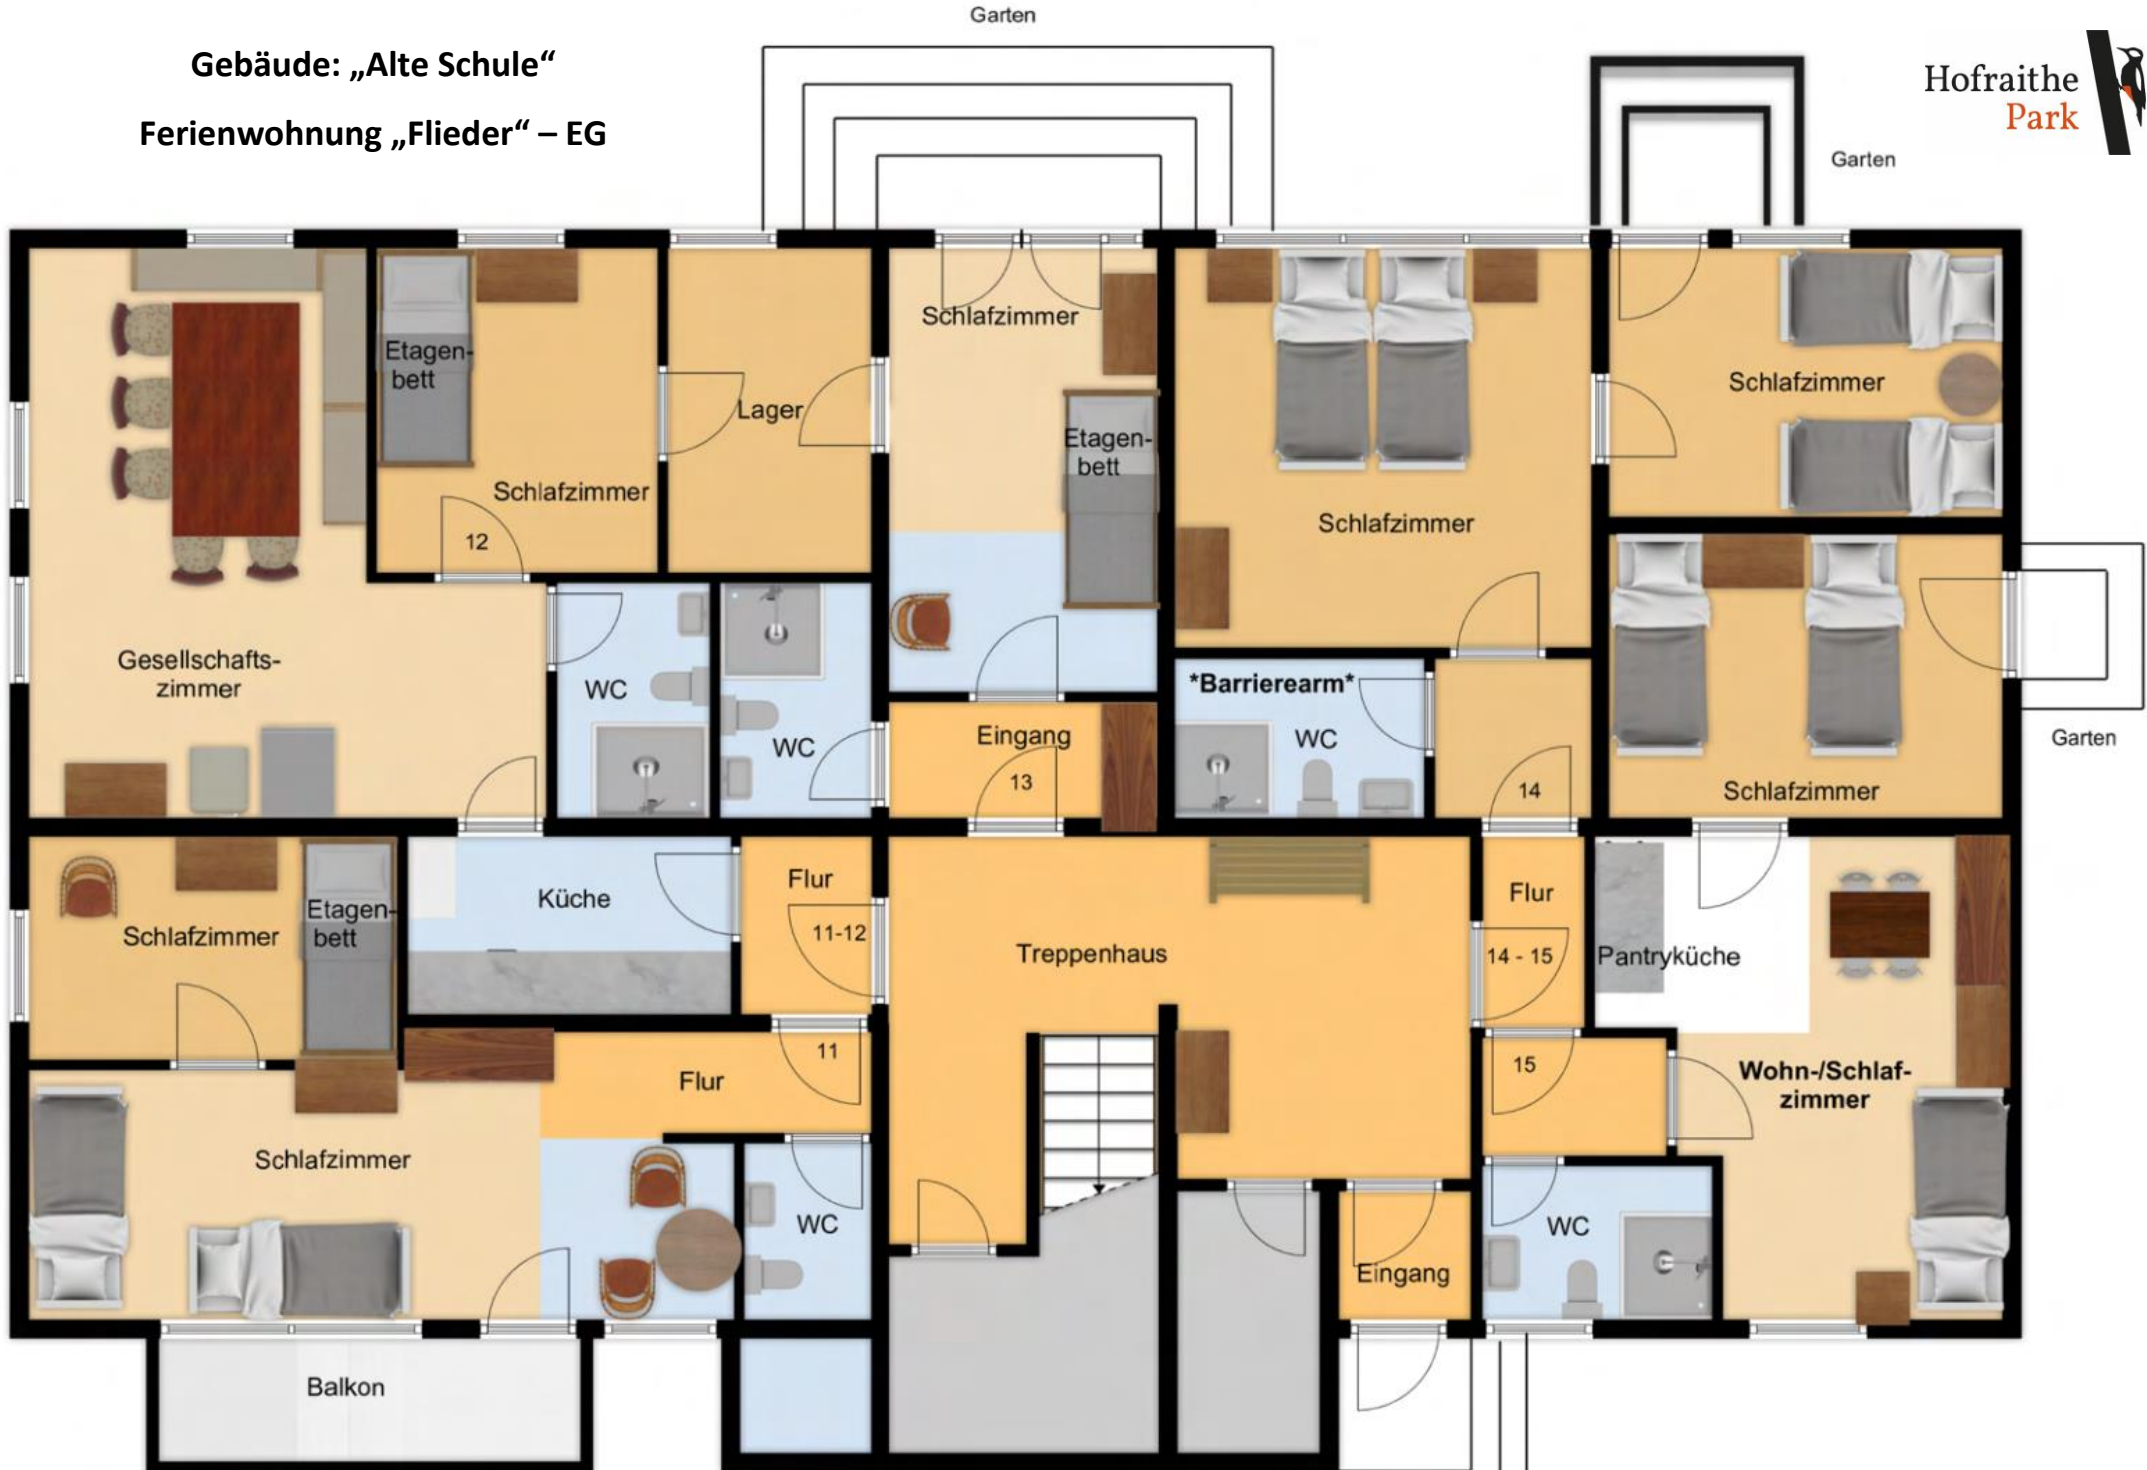 Garten
Gebäude: „Alte Schule“
Ferienwohnung „Flieder“ – EG
Hofraithe
Park
Garten
Schlafzimmer
Etagen-
bett
Lager
Schlafzimmer
12
Etagen-
bett
Schlafzimmer
Schlafzimmer
Gesellschafts-
zimmer
WC
WC
Eingang
13
*Barrierearm*
WC
14
Schlafzimmer
Garten
Schlafzimmer
Etagen-
bett
Küche
Flur
11-12
Treppenhaus
Flur
14 - 15
Pantryküche
11
Flur
15
Wohn-/Schlaf-
zimmer
Schlafzimmer
WC
WC
Eingang
Balkon